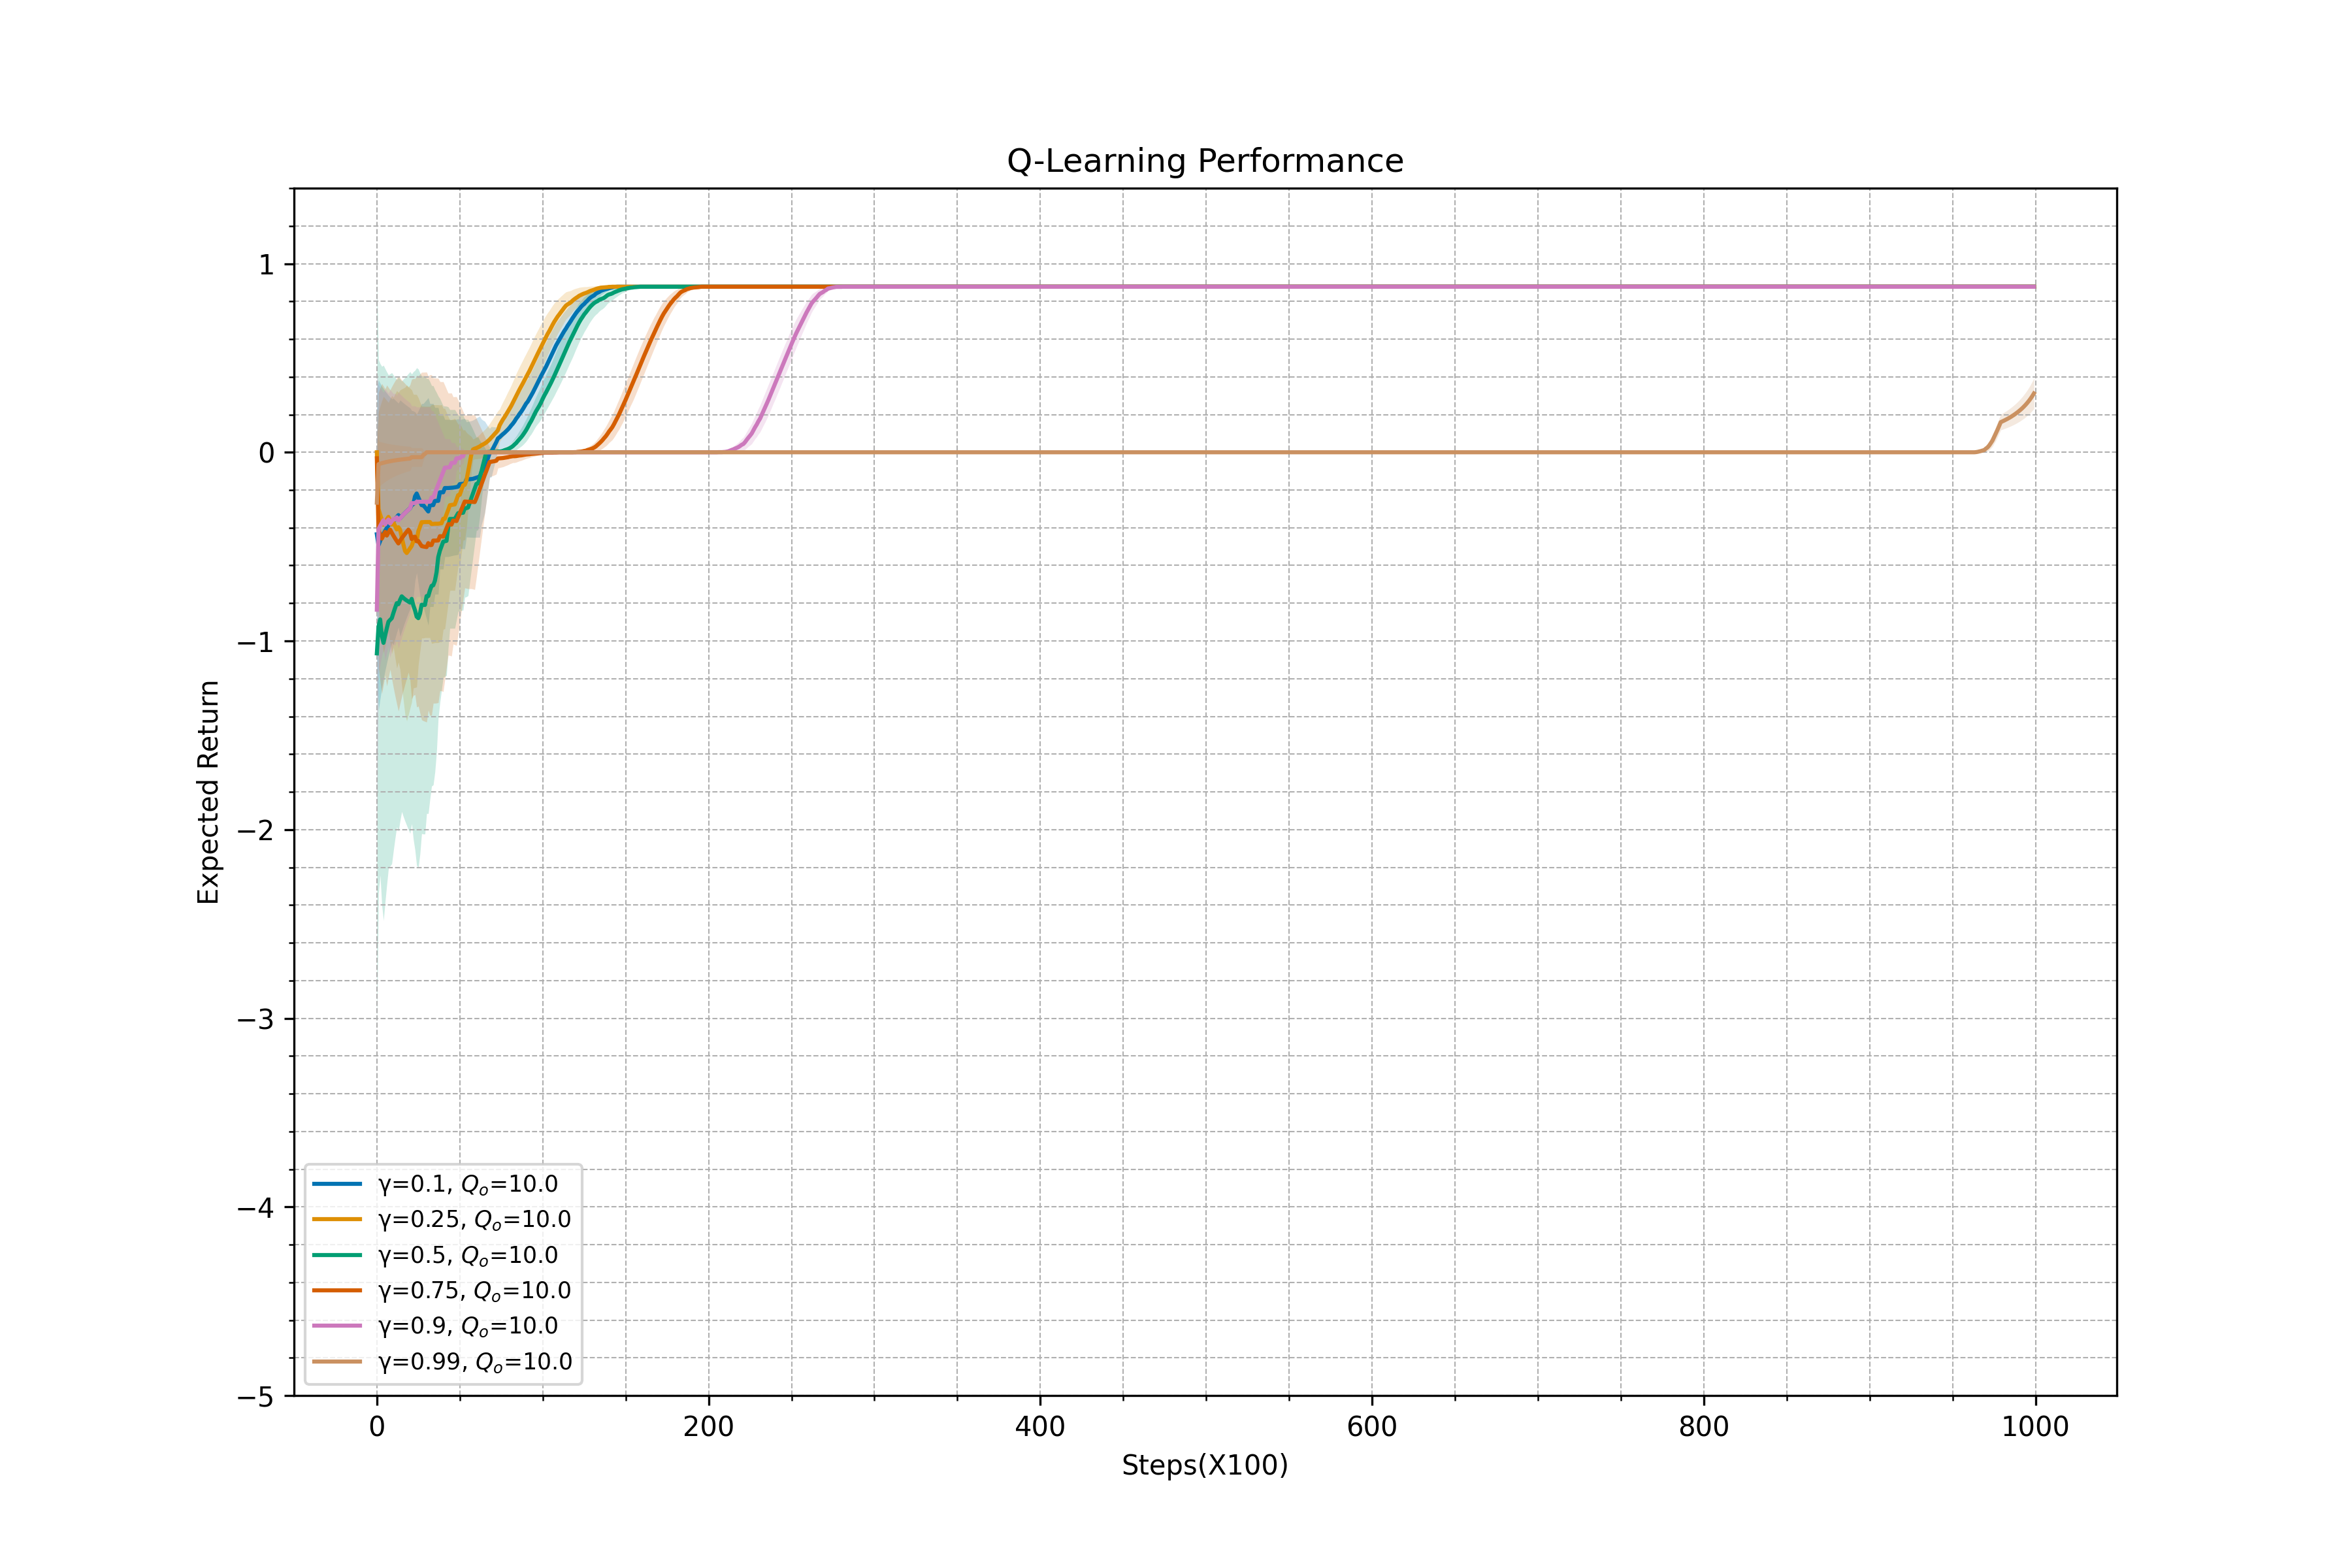 Q-Learning Performance
Expected Return
1
0
−1
−2
−3
−4
−5
γ=0.1, Qₒ=10.0
γ=0.25, Qₒ=10.0
γ=0.5, Qₒ=10.0
γ=0.75, Qₒ=10.0
γ=0.9, Qₒ=10.0
γ=0.99, Qₒ=10.0
0 200 400 600 800 1000
Steps(X100)